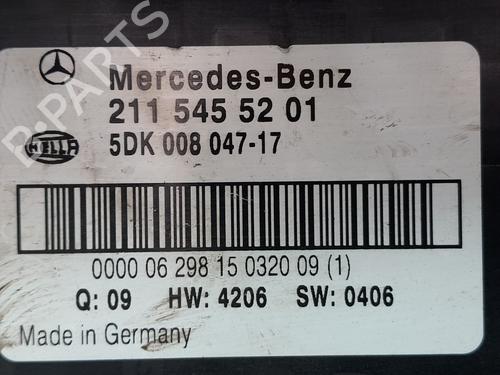 Mercedes-Benz
211 545 52 01
HELLA 5DK 008 047-17
0000 06 298 15 0320 09 (1)
Q: 09 HW: 4206 SW: 0406
Made in Germany
B-PARTS